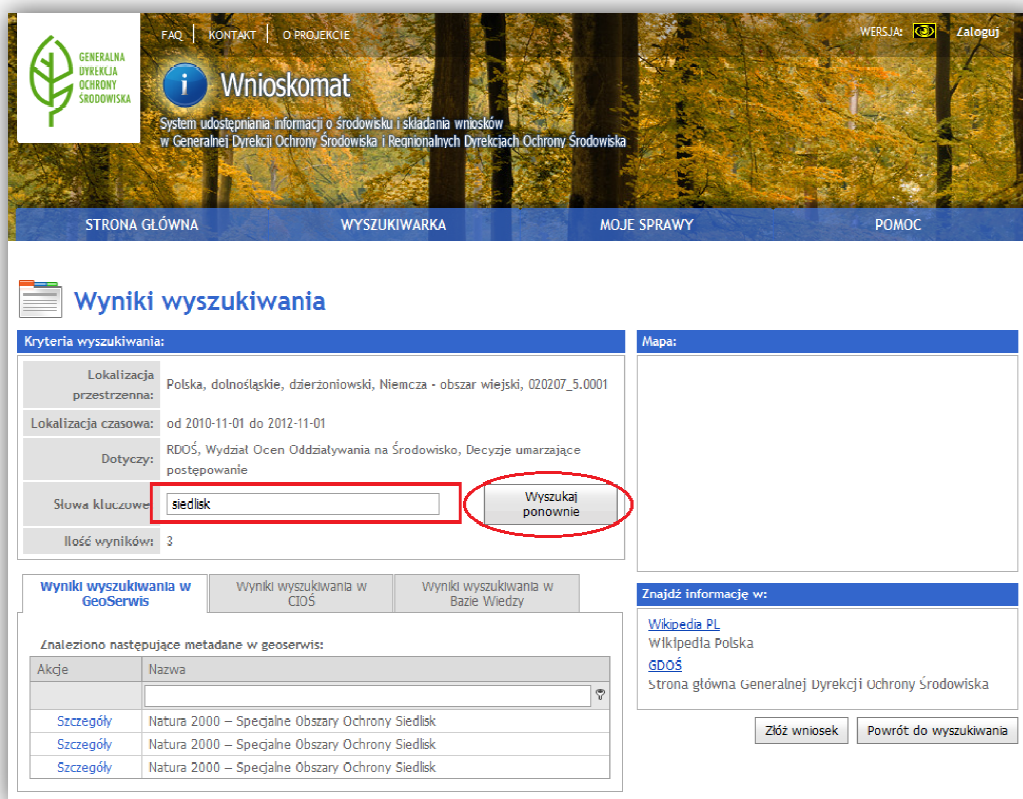 GENERALNA
DYREKCJA
OCHRONY
ŚRODOWISKA
FAQ KONTAKT O PROJEKCIE
WERSJA: Zaloguj
Wnioskomat
System udostępniania informacji o środowisku i składania wniosków
w Generalnej Dyrekcji Ochrony Środowiska i Regionalnych Dyrekcjach Ochrony Środowiska
STRONA GŁÓWNA WYSZUKIWARKA MOJE SPRAWY POMOC
Wyniki wyszukiwania
Kryteria wyszukiwania:
Lokalizacja
przestrzenna:
Polska, dolnośląskie, dzierżoniowski, Niemcza - obszar wiejski, 020207_5.0001
Lokalizacja czasowa: od 2010-11-01 do 2012-11-01
Dotyczy:
RDOŚ, Wydział Ocen Oddziaływania na Środowisko, Decyzje umarzające
postępowanie
Słowa kluczowe siedlisk
Wyszukaj
ponownie
Ilość wyników: 3
Mapa:
Wyniki wyszukiwania w
GeoSerwis
Wyniki wyszukiwania w
CIOŚ
Wyniki wyszukiwania w
Bazie Wiedzy
Znaleziono następujące metadane w geoserwis:
Akcje Nazwa
Szczegóły Natura 2000 – Specjalne Obszary Ochrony Siedlisk
Szczegóły Natura 2000 – Specjalne Obszary Ochrony Siedlisk
Szczegóły Natura 2000 – Specjalne Obszary Ochrony Siedlisk
Znajdź informację w:
Wikipedia PL
Wikipedia Polska
GDOŚ
Strona główna Generalnej Dyrekcji Ochrony Środowiska
Złóż wniosek Powrót do wyszukiwania